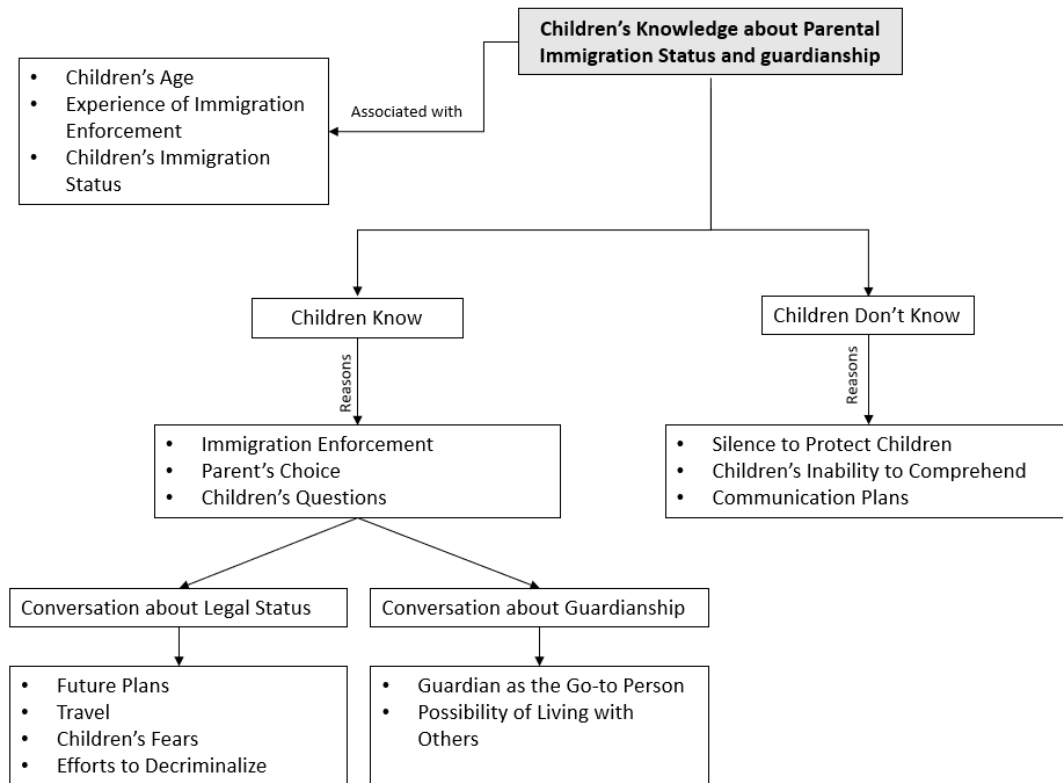 Children's Knowledge about Parental
Immigration Status and guardianship
• Children's Age
• Experience of Immigration
Enforcement
• Children's Immigration
Status
Associated with
Children Know
Children Don't Know
Reasons
Reasons
• Immigration Enforcement
• Parent's Choice
• Children's Questions
• Silence to Protect Children
• Children's Inability to Comprehend
• Communication Plans
Conversation about Legal Status
Conversation about Guardianship
• Future Plans
• Travel
• Children's Fears
• Efforts to Decriminalize
• Guardian as the Go-to Person
• Possibility of Living with
Others